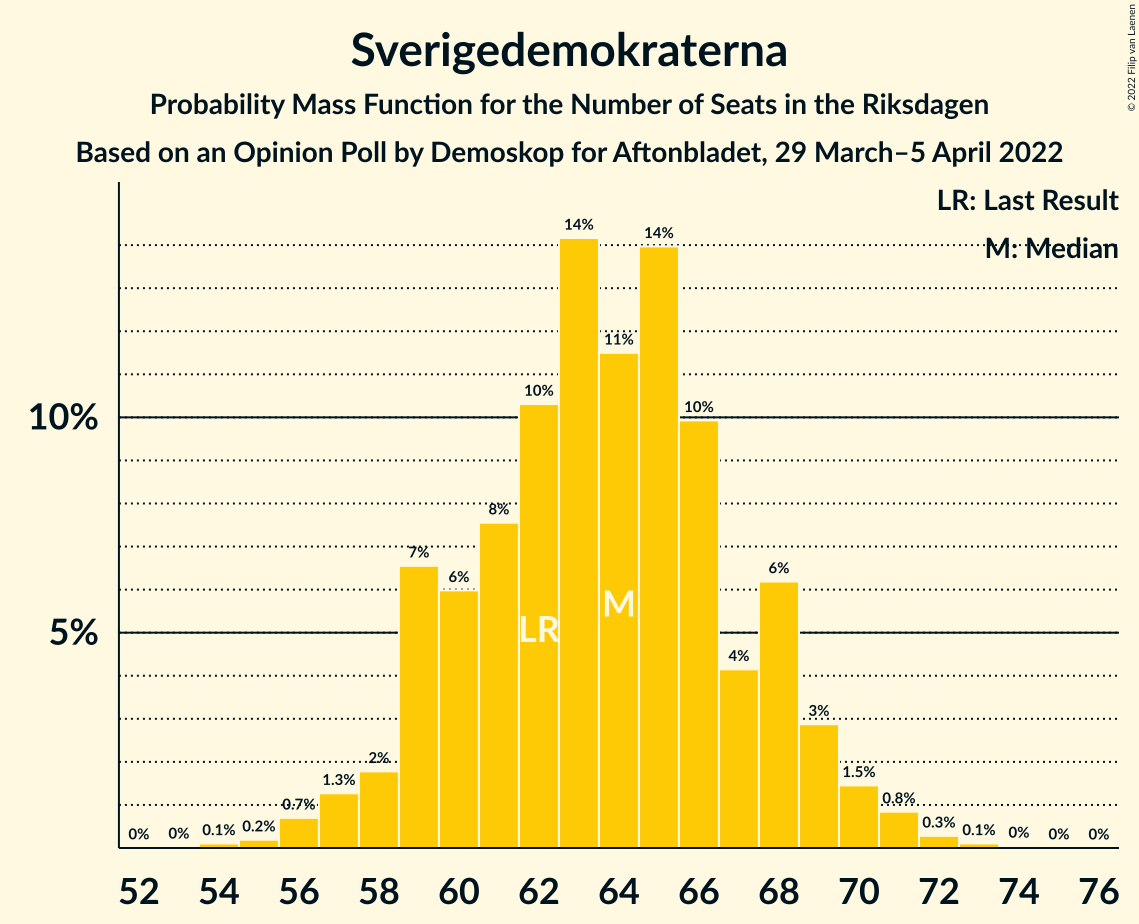 Sverigedemokraterna
Probability Mass Function for the Number of Seats in the Riksdagen
Based on an Opinion Poll by Demoskop for Aftonbladet, 29 March–5 April 2022
© 2022 Filip van Laenen
LR: Last Result
M: Median
14%
14%
11%
10%
10%
10%
8%
7%
6%
6%
LR
M
5%
4%
3%
2%
1.3%
1.5%
0.7%
0.8%
0% 0% 0.1% 0.2% 0.3% 0.1% 0% 0% 0%
52 54 56 58 60 62 64 66 68 70 72 74 76